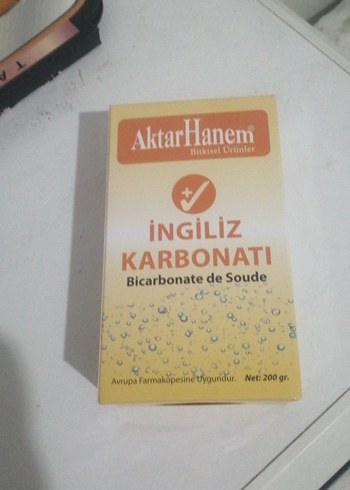 AktarHanem®
Bitkisel Ürünler
İNGİLİZ
KARBONATI
Bicarbonate de Soude
Avrupa Farmakopesine Uygundur. Net: 200 gr.